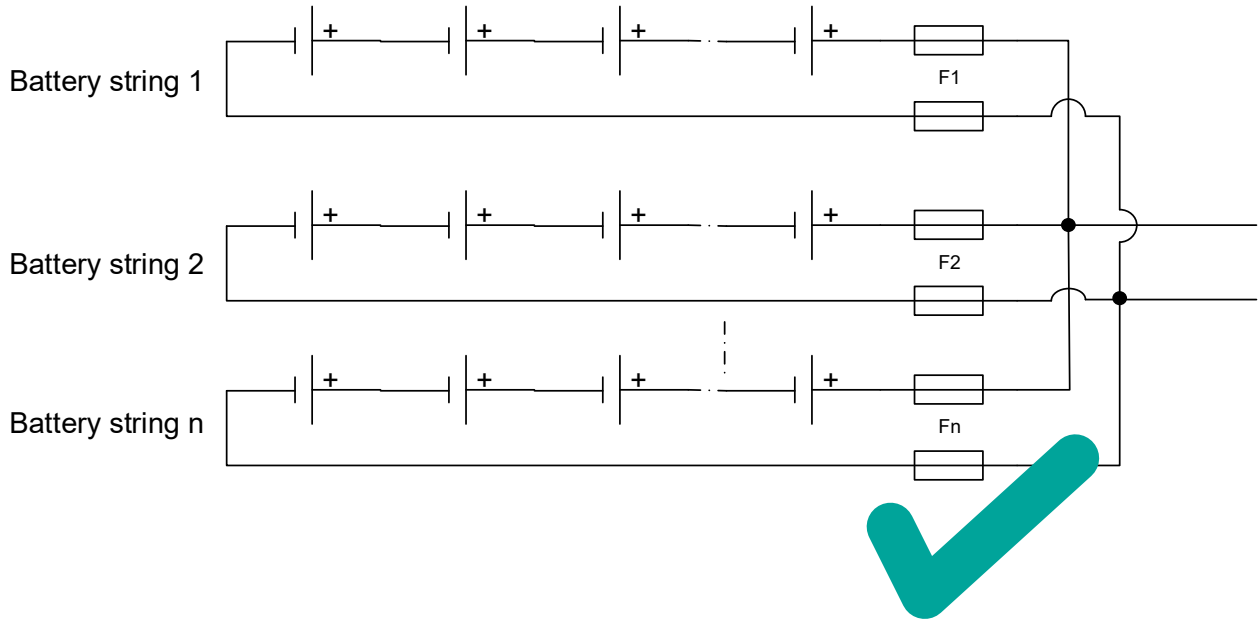 + + + +
Battery string 1
F1
+ + + +
Battery string 2
F2
+ + + +
Battery string n
Fn